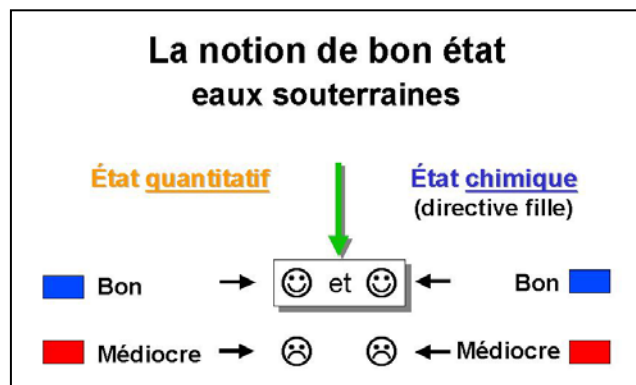 La notion de bon état
eaux souterraines
État quantitatif
État chimique
(directive fille)
Bon et Bon
Médiocre Médiocre